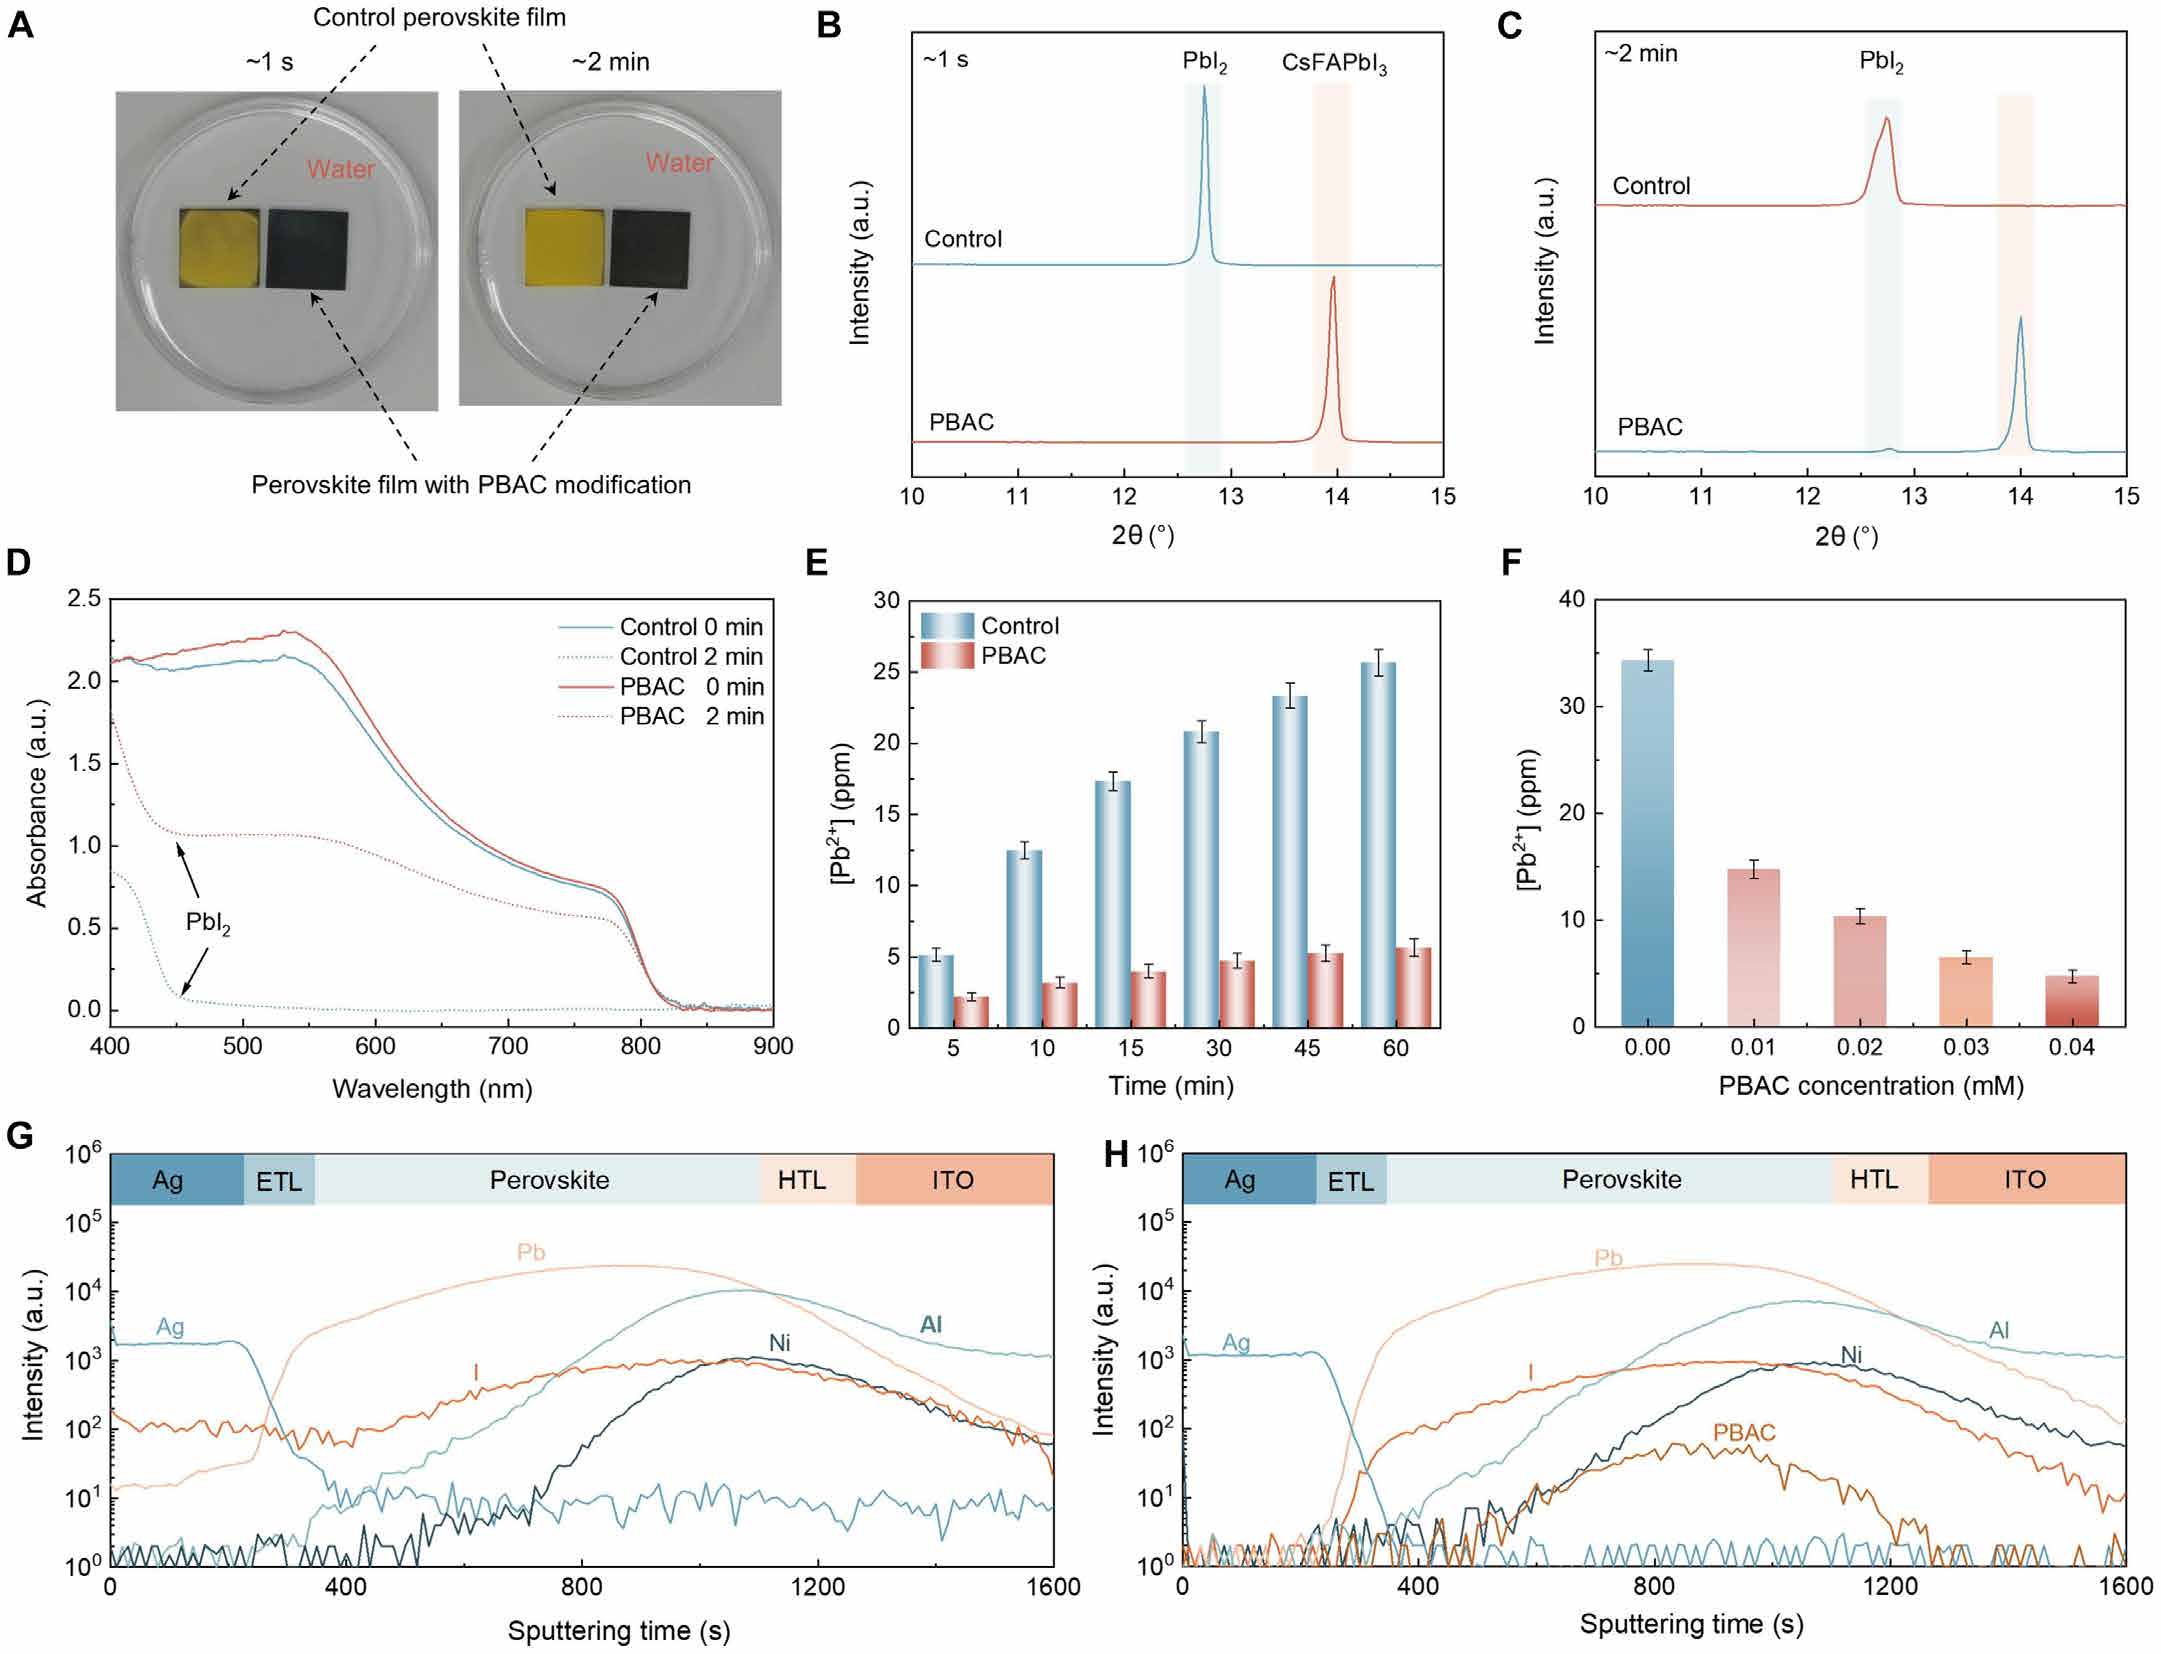 A
Control perovskite film
~1 s
~2 min
Water
Water
Perovskite film with PBAC modification
B
~1 s
PbI₂
CsFAPbI₃
Control
PBAC
Intensity (a.u.)
10 11 12 13 14 15
2θ (°)
C
~2 min
PbI₂
Control
PBAC
Intensity (a.u.)
10 11 12 13 14 15
2θ (°)
D
2.5
2.0
1.5
1.0
0.5
0.0
Absorbance (a.u.)
Control 0 min
Control 2 min
PBAC 0 min
PBAC 2 min
PbI₂
400 500 600 700 800 900
Wavelength (nm)
E
30
25
20
15
10
5
0
[Pb²⁺] (ppm)
Control
PBAC
5 10 15 30 45 60
Time (min)
F
40
30
20
10
0
[Pb²⁺] (ppm)
0.00 0.01 0.02 0.03 0.04
PBAC concentration (mM)
G
10⁶
10⁵
10⁴
10³
10²
10¹
10⁰
Intensity (a.u.)
Ag ETL Perovskite HTL ITO
Pb
Ag
Al
Ni
I
0 400 800 1200 1600
Sputtering time (s)
H
10⁶
10⁵
10⁴
10³
10²
10¹
10⁰
Intensity (a.u.)
Ag ETL Perovskite HTL ITO
Pb
Ag
Al
Ni
I
PBAC
0 400 800 1200 1600
Sputtering time (s)